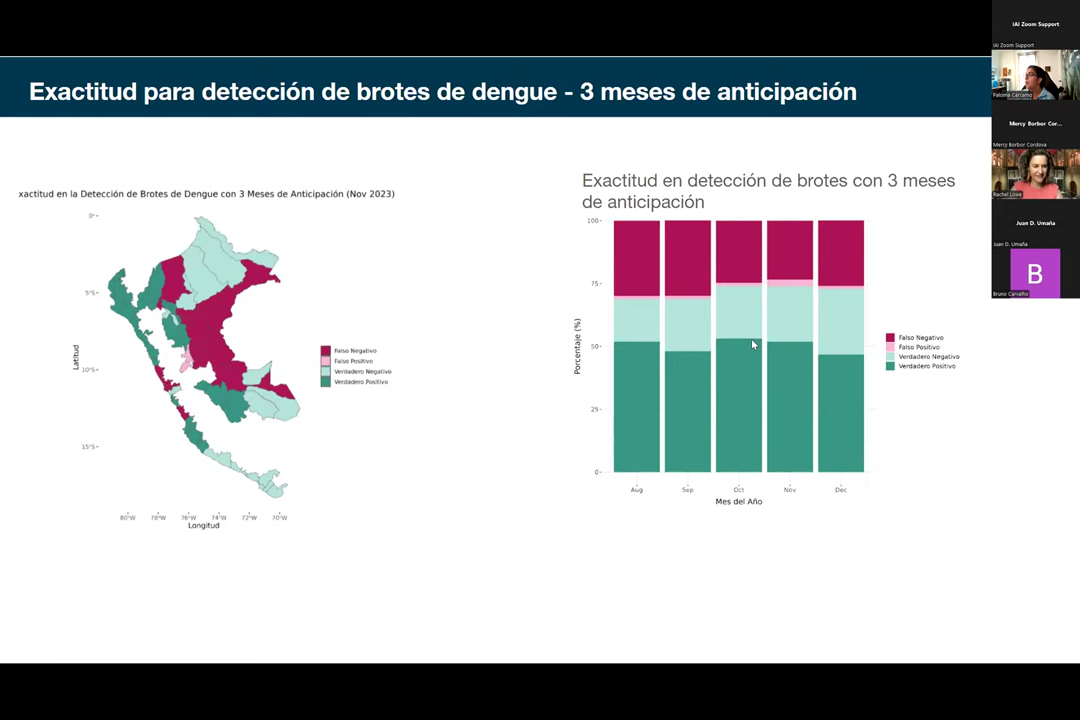 Exactitud para detección de brotes de dengue - 3 meses de anticipación
xactitud en la Detección de Brotes de Dengue con 3 Meses de Anticipación (Nov 2023)
0°
5°S
10°S
15°S
Latitud
80°W 78°W 76°W 74°W 72°W 70°W
Longitud
Falso Negativo
Falso Positivo
Verdadero Negativo
Verdadero Positivo
Exactitud en detección de brotes con 3 meses
de anticipación
100
75
50
25
0
Porcentaje (%)
Aug Sep Oct Nov Dec
Mes del Año
Falso Negativo
Falso Positivo
Verdadero Negativo
Verdadero Positivo
IAI Zoom Support
IAI Zoom Support
Paloma Carcamo
Mercy Borbor Cor...
Mercy Borbor Cordova
Rachel Lowe
Juan D. Umaña
Juan D. Umaña
B
Bruno Carvalho